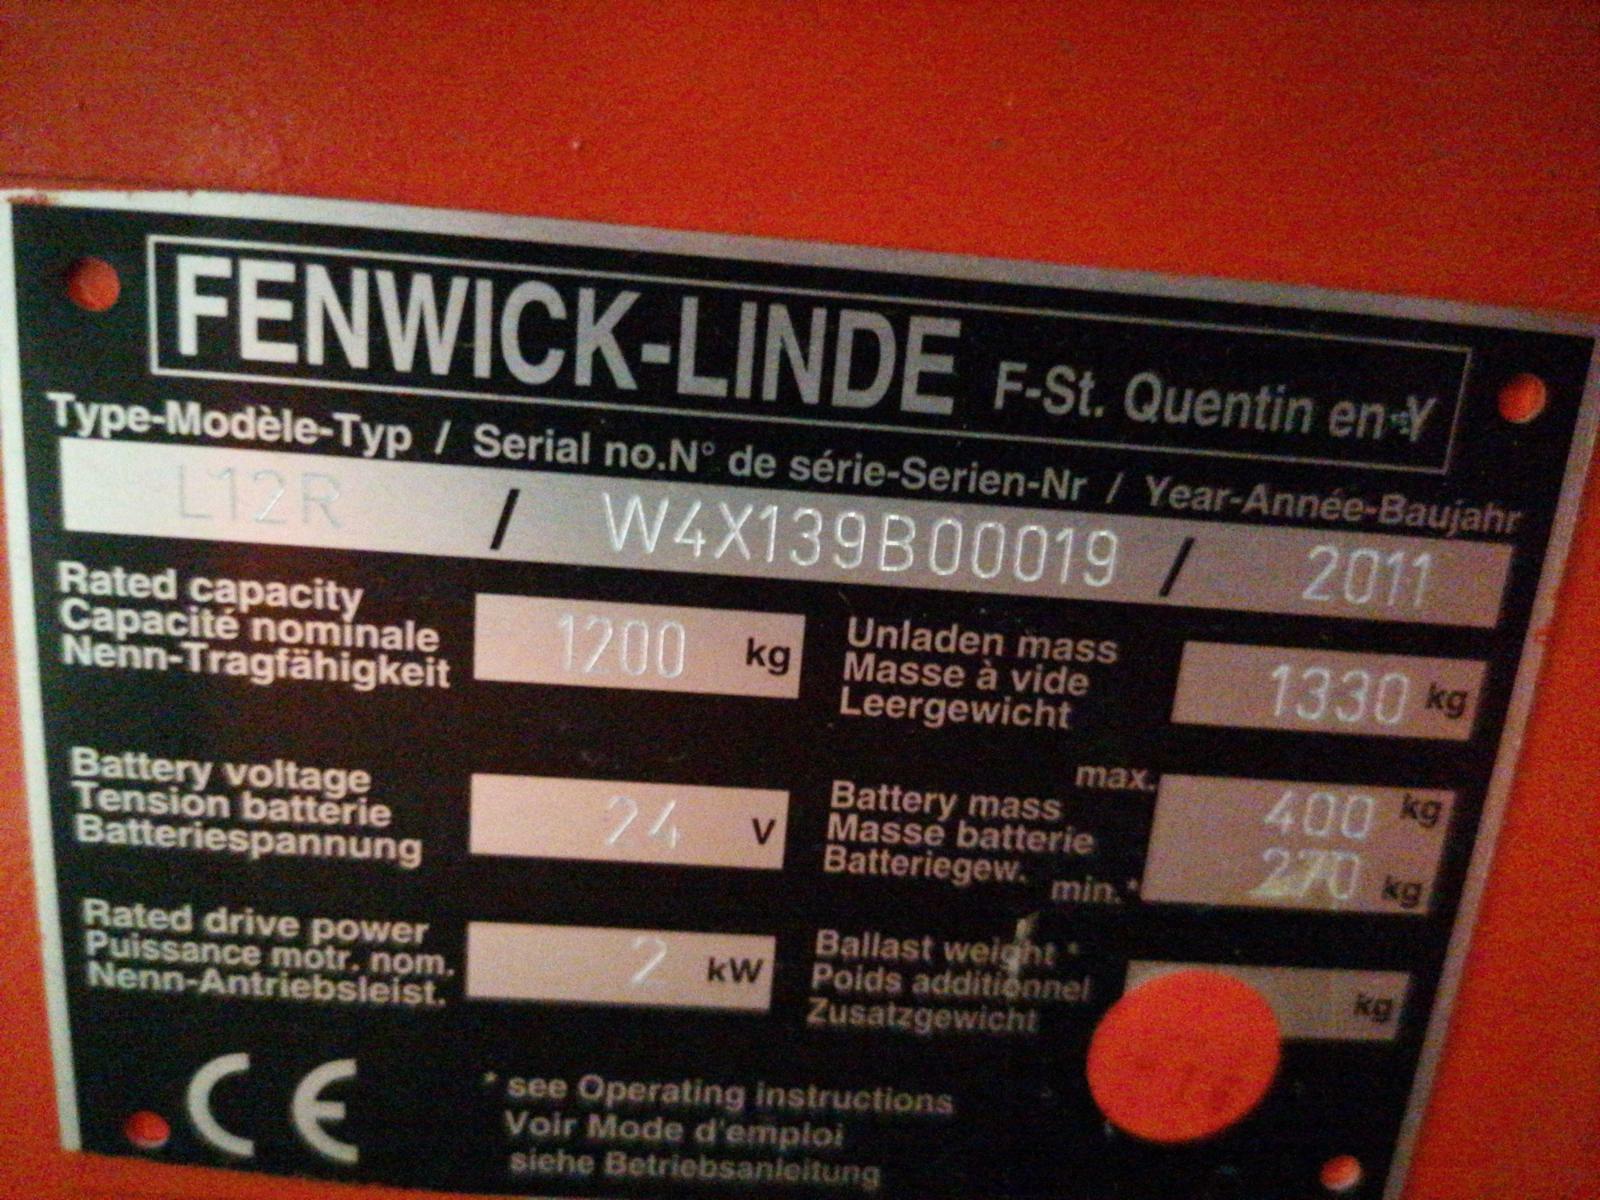 FENWICK-LINDE F-St. Quentin en-Y
Type-Modèle-Typ / Serial no.N° de série-Serien-Nr / Year-Année-Baujahr
L12R / W4X139B00019 / 2011
Rated capacity
Capacité nominale
Nenn-Tragfähigkeit
1200 kg
Unladen mass
Masse à vide
Leergewicht
1330 kg
Battery voltage
Tension batterie
Batteriespannung
24 V
Battery mass
Masse batterie
Batteriegew.
max. 400 kg
min.* 270 kg
Rated drive power
Puissance motr. nom.
Nenn-Antriebsleist.
2 kW
Ballast weight *
Poids additionnel
Zusatzgewicht
kg
CE
* see Operating instructions
Voir Mode d'emploi
siehe Betriebsanleitung